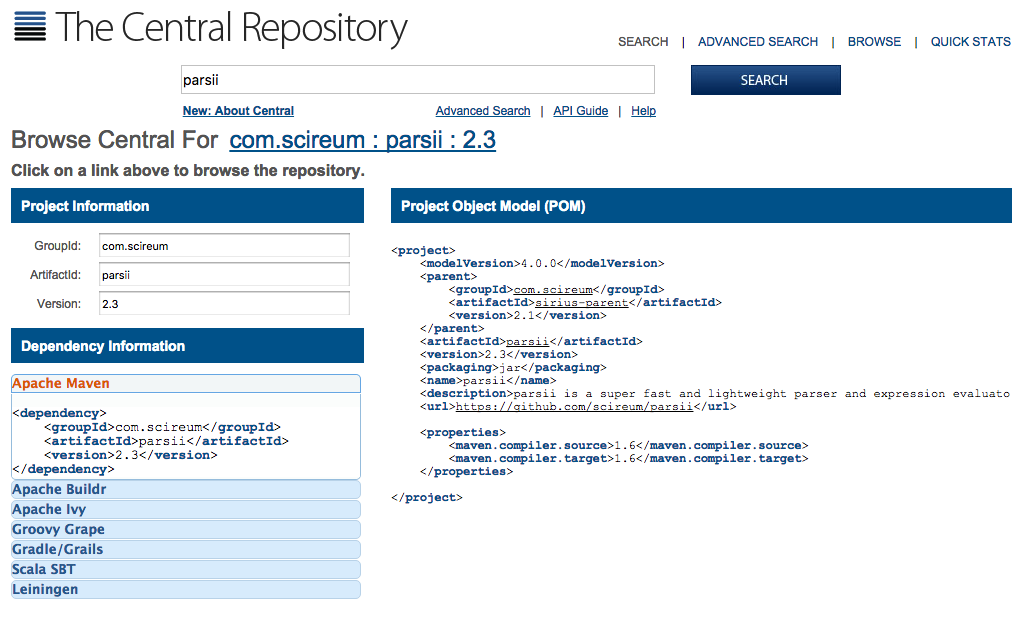 The Central Repository
SEARCH | ADVANCED SEARCH | BROWSE | QUICK STATS
parsii
SEARCH
New: About Central
Advanced Search | API Guide | Help
Browse Central For com.scireum : parsii : 2.3
Click on a link above to browse the repository.
Project Information
GroupId: com.scireum
ArtifactId: parsii
Version: 2.3
Dependency Information
Apache Maven
<dependency>
    <groupId>com.scireum</groupId>
    <artifactId>parsii</artifactId>
    <version>2.3</version>
</dependency>
Apache Buildr
Apache Ivy
Groovy Grape
Gradle/Grails
Scala SBT
Leiningen
Project Object Model (POM)
<project>
    <modelVersion>4.0.0</modelVersion>
    <parent>
        <groupId>com.scireum</groupId>
        <artifactId>sirius-parent</artifactId>
        <version>2.1</version>
    </parent>
    <artifactId>parsii</artifactId>
    <version>2.3</version>
    <packaging>jar</packaging>
    <name>parsii</name>
    <description>parsii is a super fast and lightweight parser and expression evaluato
    <url>https://github.com/scireum/parsii</url>
    <properties>
        <maven.compiler.source>1.6</maven.compiler.source>
        <maven.compiler.target>1.6</maven.compiler.target>
    </properties>
</project>